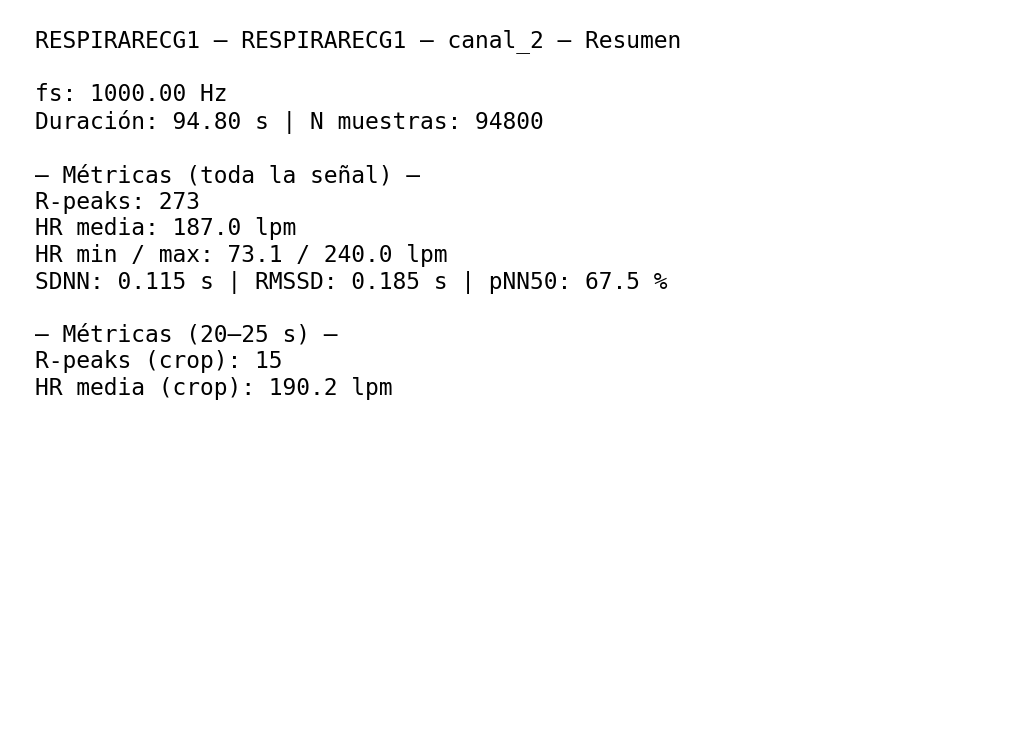 RESPIRARECG1 — RESPIRARECG1 — canal_2 — Resumen
fs: 1000.00 Hz
Duración: 94.80 s | N muestras: 94800
— Métricas (toda la señal) —
R-peaks: 273
HR media: 187.0 lpm
HR min / max: 73.1 / 240.0 lpm
SDNN: 0.115 s | RMSSD: 0.185 s | pNN50: 67.5 %
— Métricas (20–25 s) —
R-peaks (crop): 15
HR media (crop): 190.2 lpm